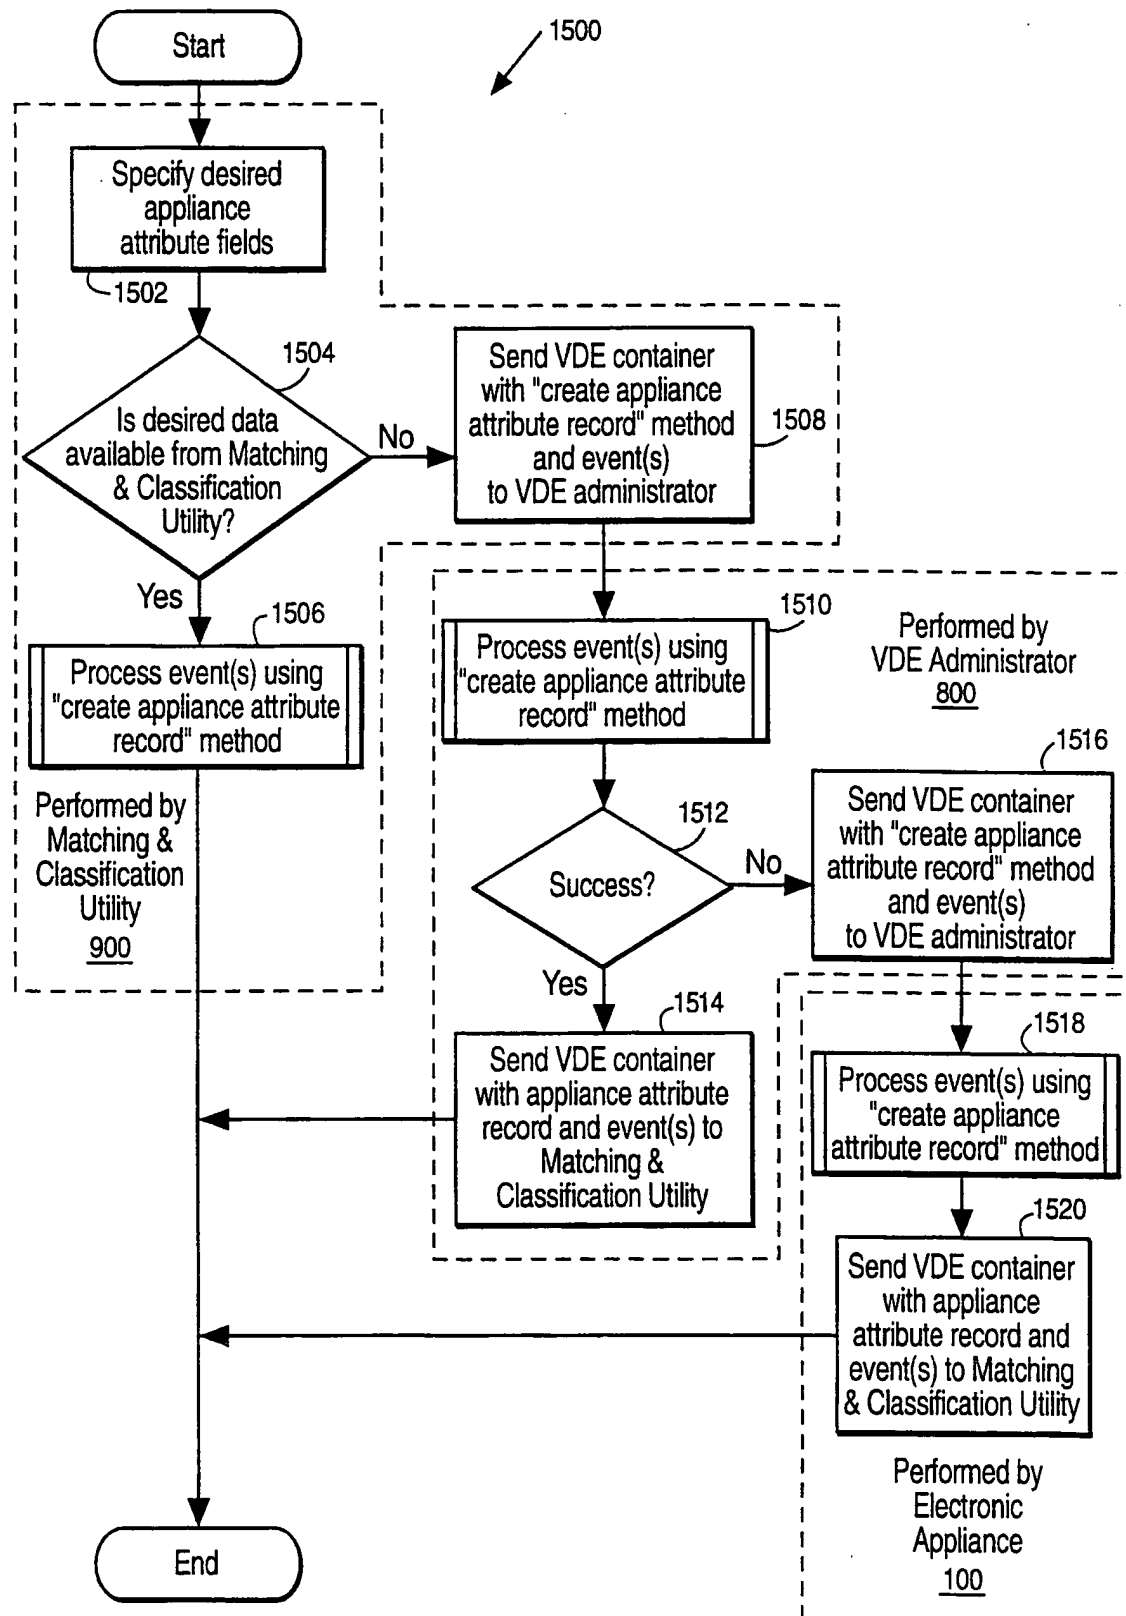 Start
1500
Specify desired
appliance
attribute fields
1502
1504
Is desired data
available from Matching
& Classification
Utility?
No
Yes
Send VDE container
with "create appliance
attribute record" method
and event(s)
to VDE administrator
1508
1506
Process event(s) using
"create appliance attribute
record" method
Performed by
Matching &
Classification
Utility
900
1510
Process event(s) using
"create appliance attribute
record" method
Performed by
VDE Administrator
800
1512
Success?
No
Yes
1516
Send VDE container
with "create appliance
attribute record" method
and event(s)
to VDE administrator
1514
Send VDE container
with appliance attribute
record and event(s) to
Matching &
Classification Utility
1518
Process event(s) using
"create appliance
attribute record" method
1520
Send VDE container
with appliance
attribute record and
event(s) to Matching
& Classification Utility
Performed by
Electronic
Appliance
100
End